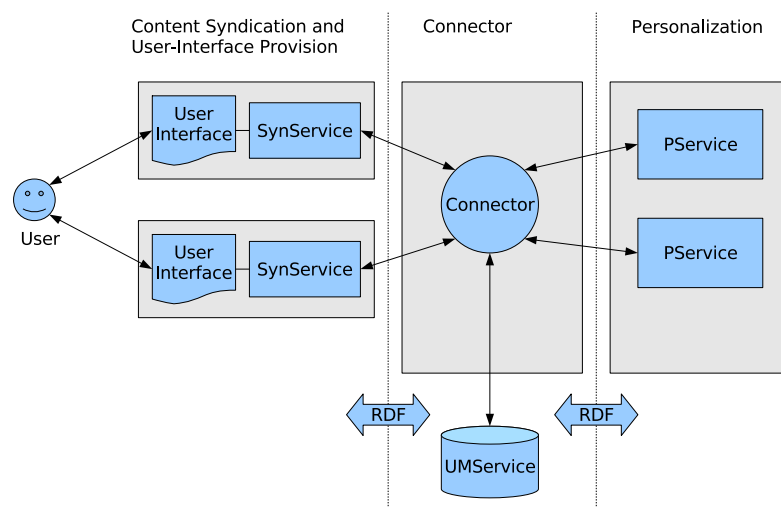 Content Syndication and
User-Interface Provision
Connector
Personalization
User
Interface
SynService
PService
Connector
User
User
Interface
SynService
PService
RDF
RDF
UMService